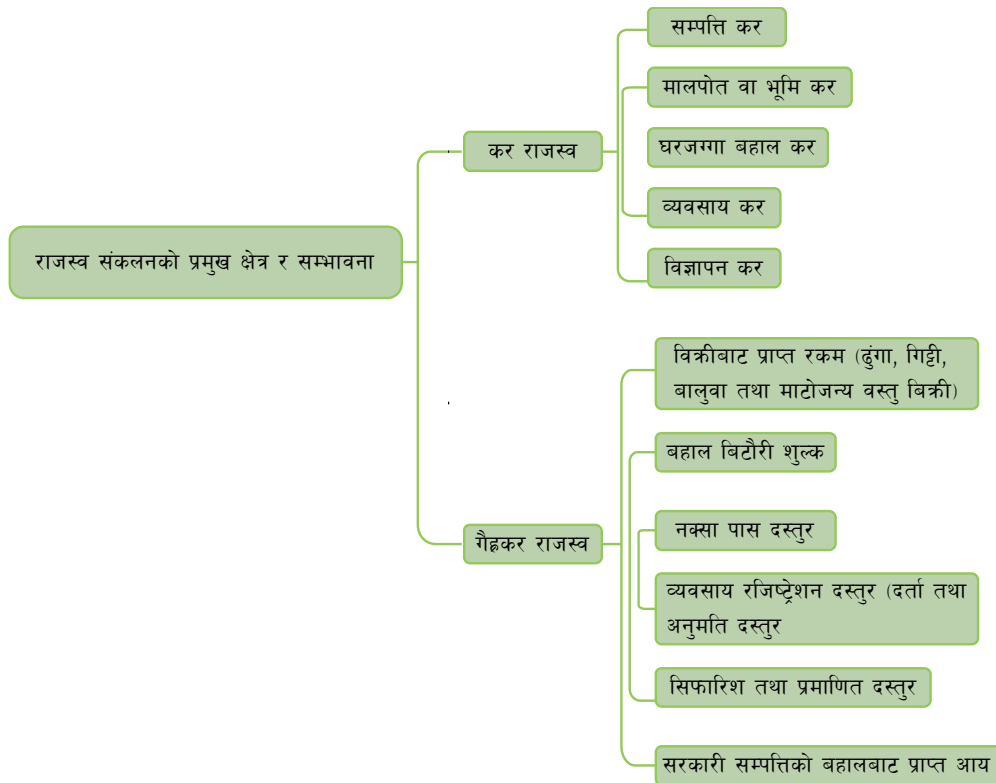 राजस्व संकलनको प्रमुख क्षेत्र र सम्भावना
कर राजस्व
सम्पत्ति कर
मालपोत वा भूमि कर
घरजग्गा बहाल कर
व्यवसाय कर
विज्ञापन कर
गैह्रकर राजस्व
विक्रीबाट प्राप्त रकम (ढुंगा, गिट्टी,
बालुवा तथा माटोजन्य वस्तु बिक्री)
बहाल बिटौरी शुल्क
नक्सा पास दस्तुर
व्यवसाय रजिष्ट्रेशन दस्तुर (दर्ता तथा
अनुमति दस्तुर
सिफारिश तथा प्रमाणित दस्तुर
सरकारी सम्पत्तिको बहालबाट प्राप्त आय